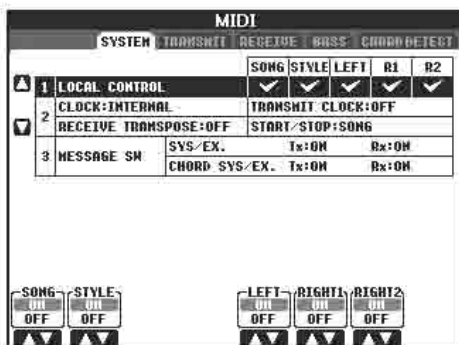 MIDI
SYSTEM TRANSMIT RECEIVE BASS CHORD DETECT
SONG STYLE LEFT R1 R2
1 LOCAL CONTROL
2 CLOCK:INTERNAL TRANSMIT CLOCK:OFF
RECEIVE TRANSPOSE:OFF START/STOP:SONG
3 MESSAGE SW SYS/EX. Tx:ON Rx:ON
CHORD SYS/EX. Tx:ON Rx:ON
SONG STYLE LEFT RIGHT1 RIGHT2
ON ON ON ON ON
OFF OFF OFF OFF OFF